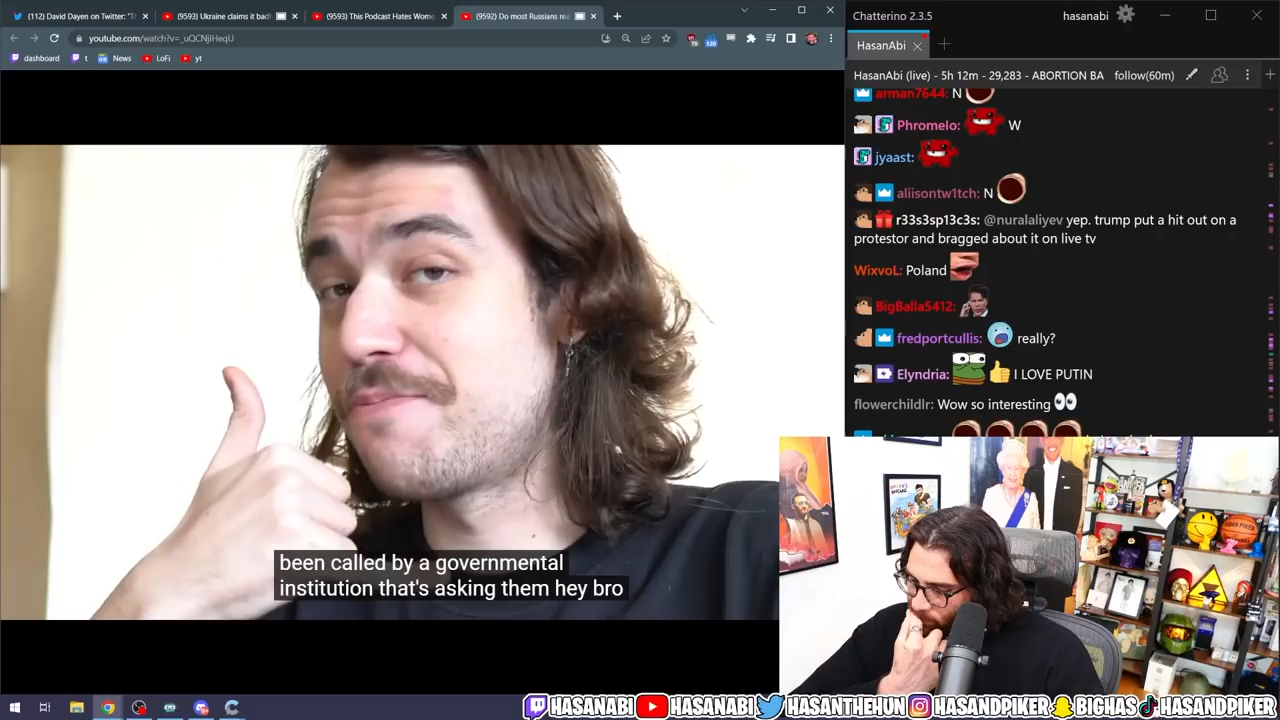 (112) David Dayen on Twitter: "T
(9593) Ukraine claims it bad
(9593) This Podcast Hates Wome
(9592) Do most Russians rea
youtube.com/watch?v=_uQCNjlHeqU
dashboard
t
News
LoFi
yt
been called by a governmental
institution that's asking them hey bro
Chatterino 2.3.5
hasanabi
HasanAbi
HasanAbi (live) - 5h 12m - 29,283 - ABORTION BA
follow(60m)
arman7644: N
Phromelo: W
jyaast:
aliisontw1tch: N
r33s3sp13c3s: @nuralaliyev yep. trump put a hit out on a
protestor and bragged about it on live tv
WixvoL: Poland
BigBalla5412:
fredportcullis: really?
Elyndria: I LOVE PUTIN
flowerchildlr: Wow so interesting
HASANABI
HASANABI
HASANTHEHUN
HASANDPIKER
BIGHAS
HASANDPIKER